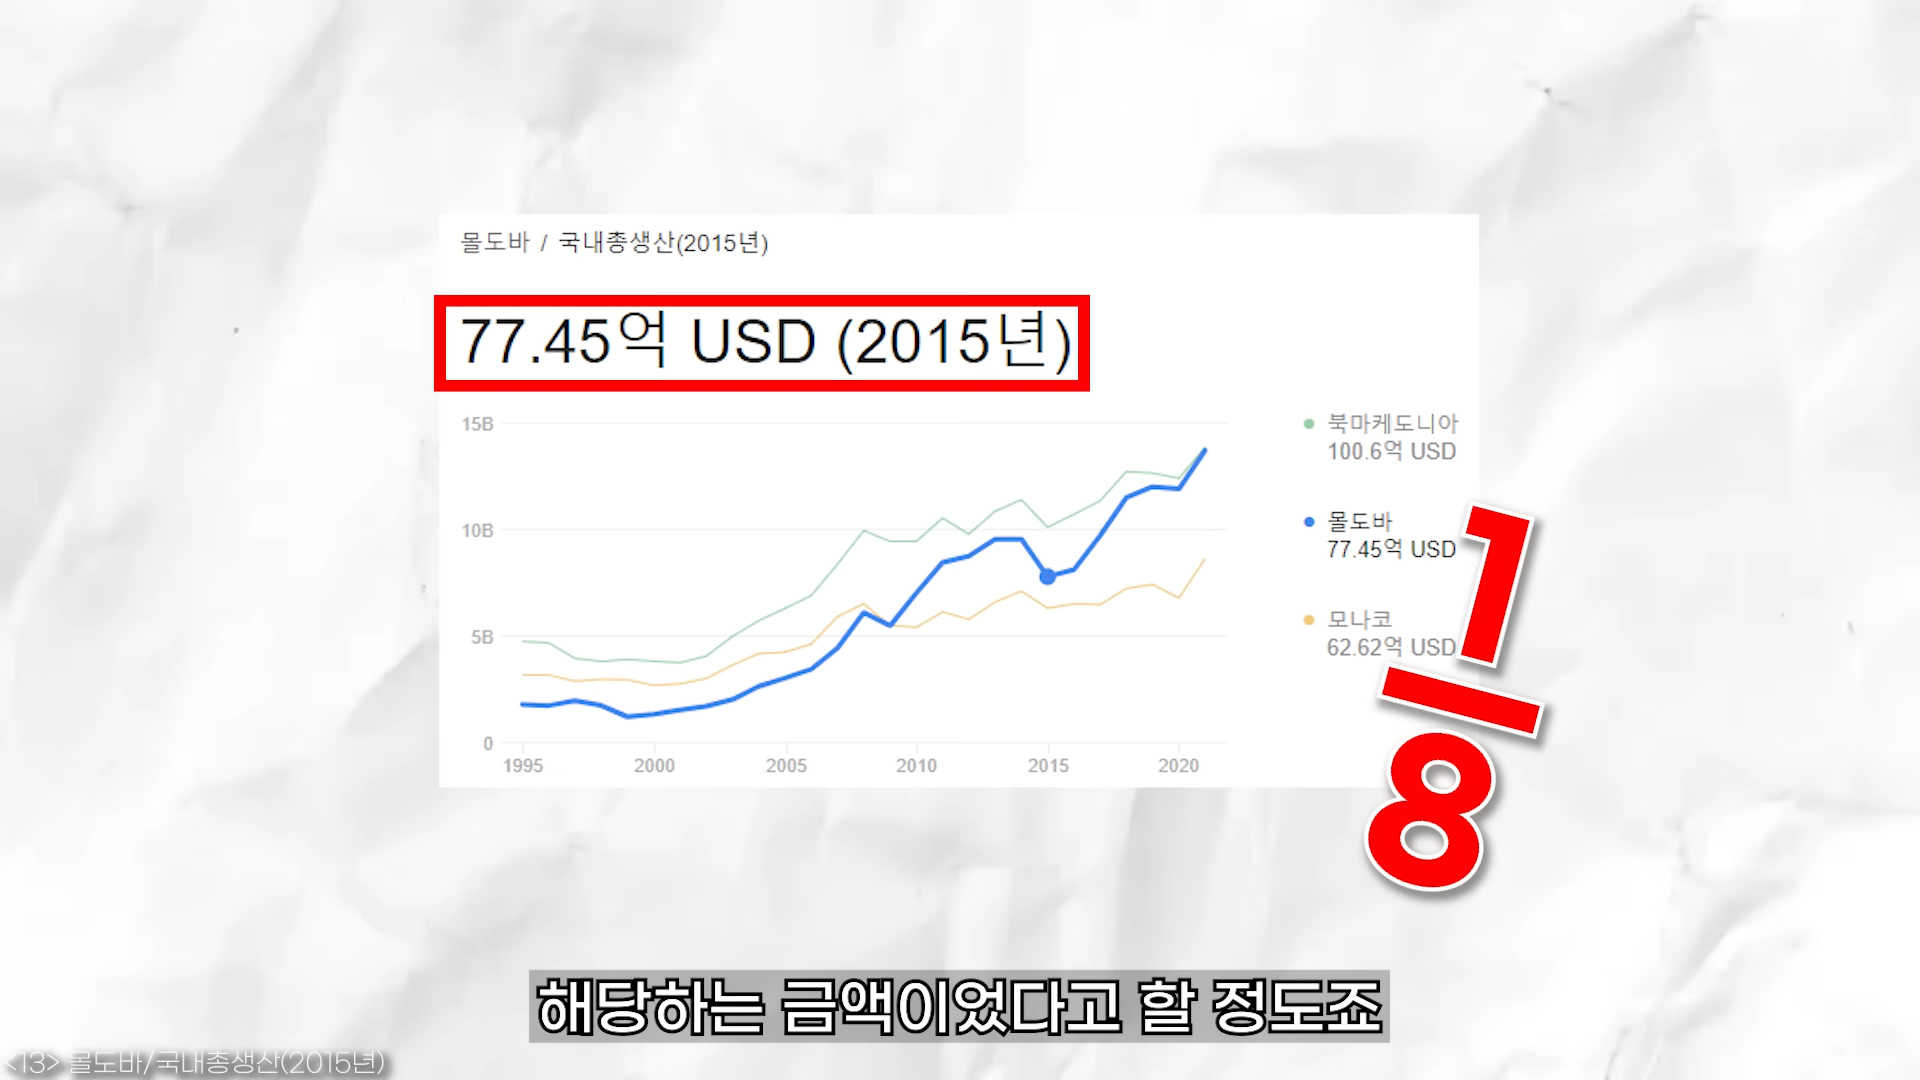 몰도바 / 국내총생산(2015년)
77.45억 USD (2015년)
15B
10B
5B
0
1995 2000 2005 2010 2015 2020
북마케도니아
100.6억 USD
몰도바
77.45억 USD
모나코
62.62억 USD
1
8
해당하는 금액이었다고 할 정도죠
<13> 몰도바/국내총생산(2015년)